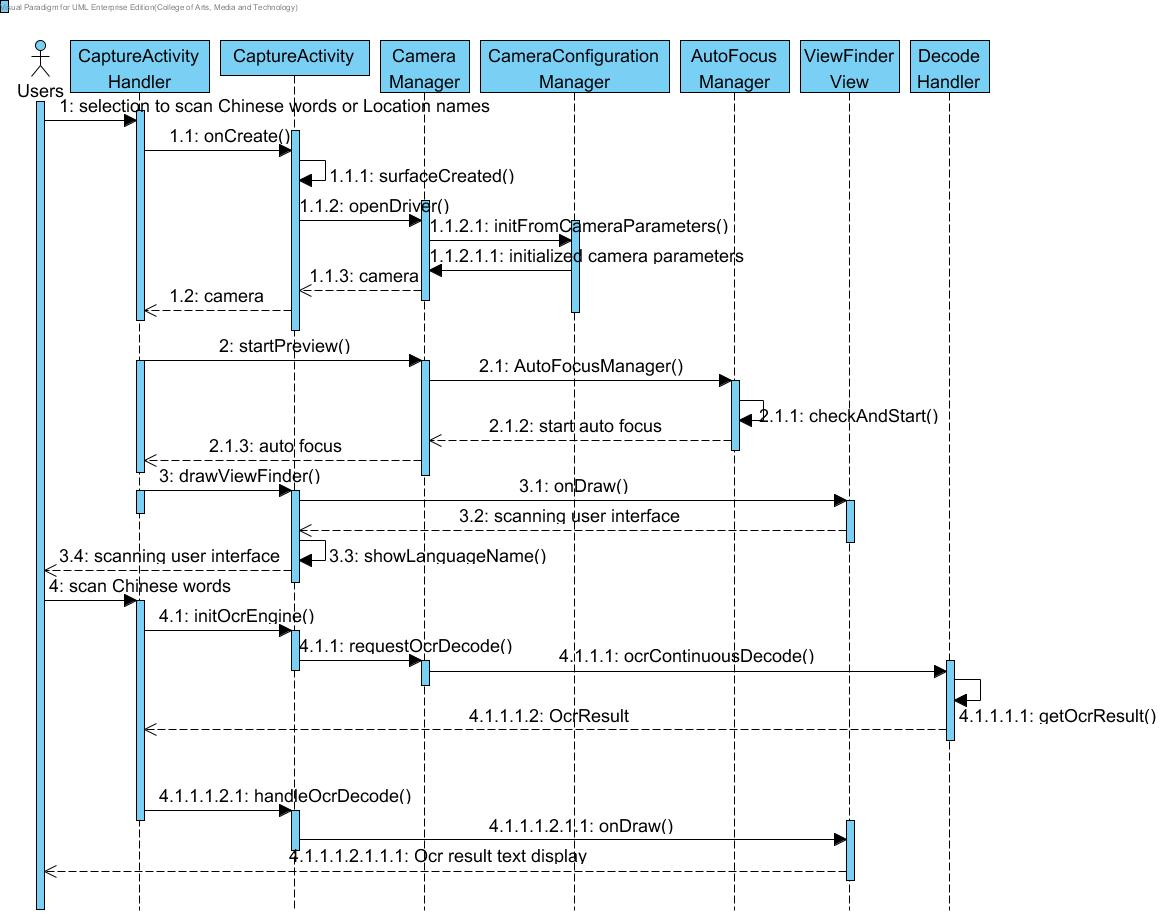 Visual Paradigm for UML Enterprise Edition(College of Arts, Media and Technology)
Users
CaptureActivity
Handler
CaptureActivity
Camera
Manager
CameraConfiguration
Manager
AutoFocus
Manager
ViewFinder
View
Decode
Handler
1: selection to scan Chinese words or Location names
1.1: onCreate()
1.1.1: surfaceCreated()
1.1.2: openDriver()
1.1.2.1: initFromCameraParameters()
1.1.2.1.1: initialized camera parameters
1.1.3: camera
1.2: camera
2: startPreview()
2.1: AutoFocusManager()
2.1.1: checkAndStart()
2.1.2: start auto focus
2.1.3: auto focus
3: drawViewFinder()
3.1: onDraw()
3.2: scanning user interface
3.3: showLanguageName()
3.4: scanning user interface
4: scan Chinese words
4.1: initOcrEngine()
4.1.1: requestOcrDecode()
4.1.1.1: ocrContinuousDecode()
4.1.1.1.1: getOcrResult()
4.1.1.1.2: OcrResult
4.1.1.1.2.1: handleOcrDecode()
4.1.1.1.2.1.1: onDraw()
4.1.1.1.2.1.1.1: Ocr result text display